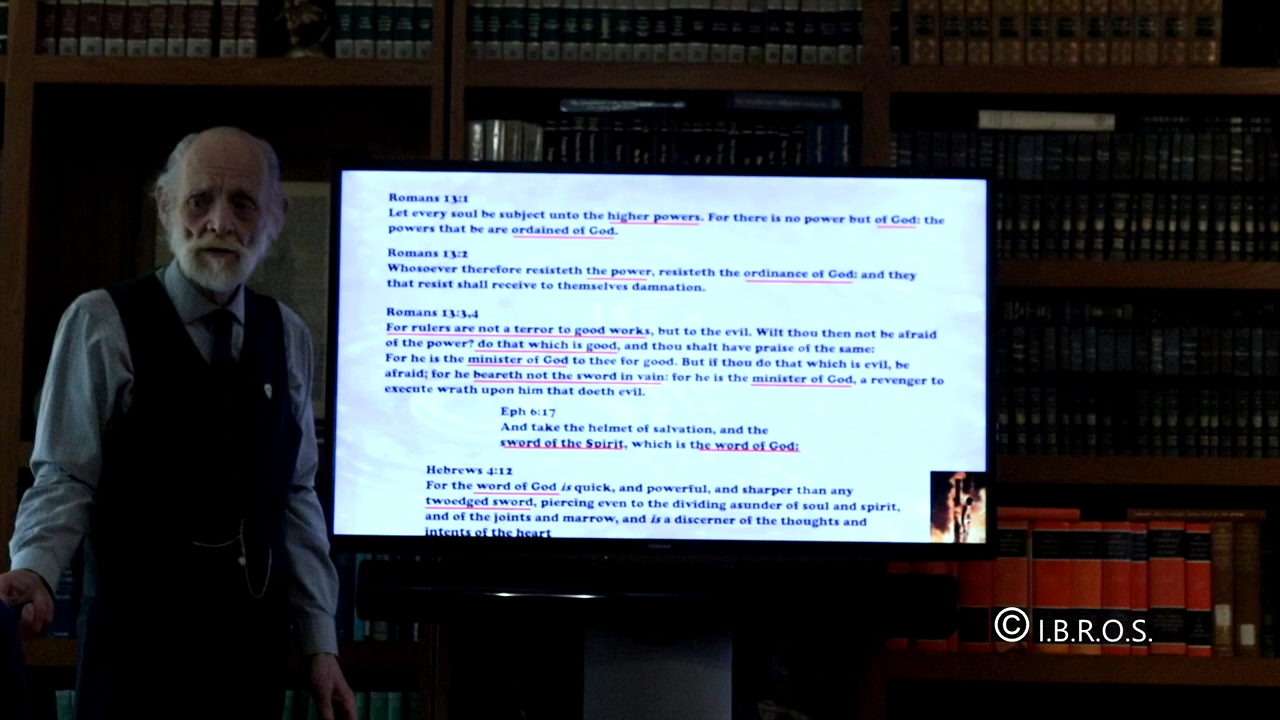 Romans 13:1
Let every soul be subject unto the higher powers. For there is no power but of God: the
powers that be are ordained of God.
Romans 13:2
Whosoever therefore resisteth the power, resisteth the ordinance of God: and they
that resist shall receive to themselves damnation.
Romans 13:3,4
For rulers are not a terror to good works, but to the evil. Wilt thou then not be afraid
of the power? do that which is good, and thou shalt have praise of the same:
For he is the minister of God to thee for good. But if thou do that which is evil, be
afraid; for he beareth not the sword in vain: for he is the minister of God, a revenger to
execute wrath upon him that doeth evil.
Eph 6:17
And take the helmet of salvation, and the
sword of the Spirit, which is the word of God:
Hebrews 4:12
For the word of God is quick, and powerful, and sharper than any
twoedged sword, piercing even to the dividing asunder of soul and spirit,
and of the joints and marrow, and is a discerner of the thoughts and
intents of the heart
© I.B.R.O.S.